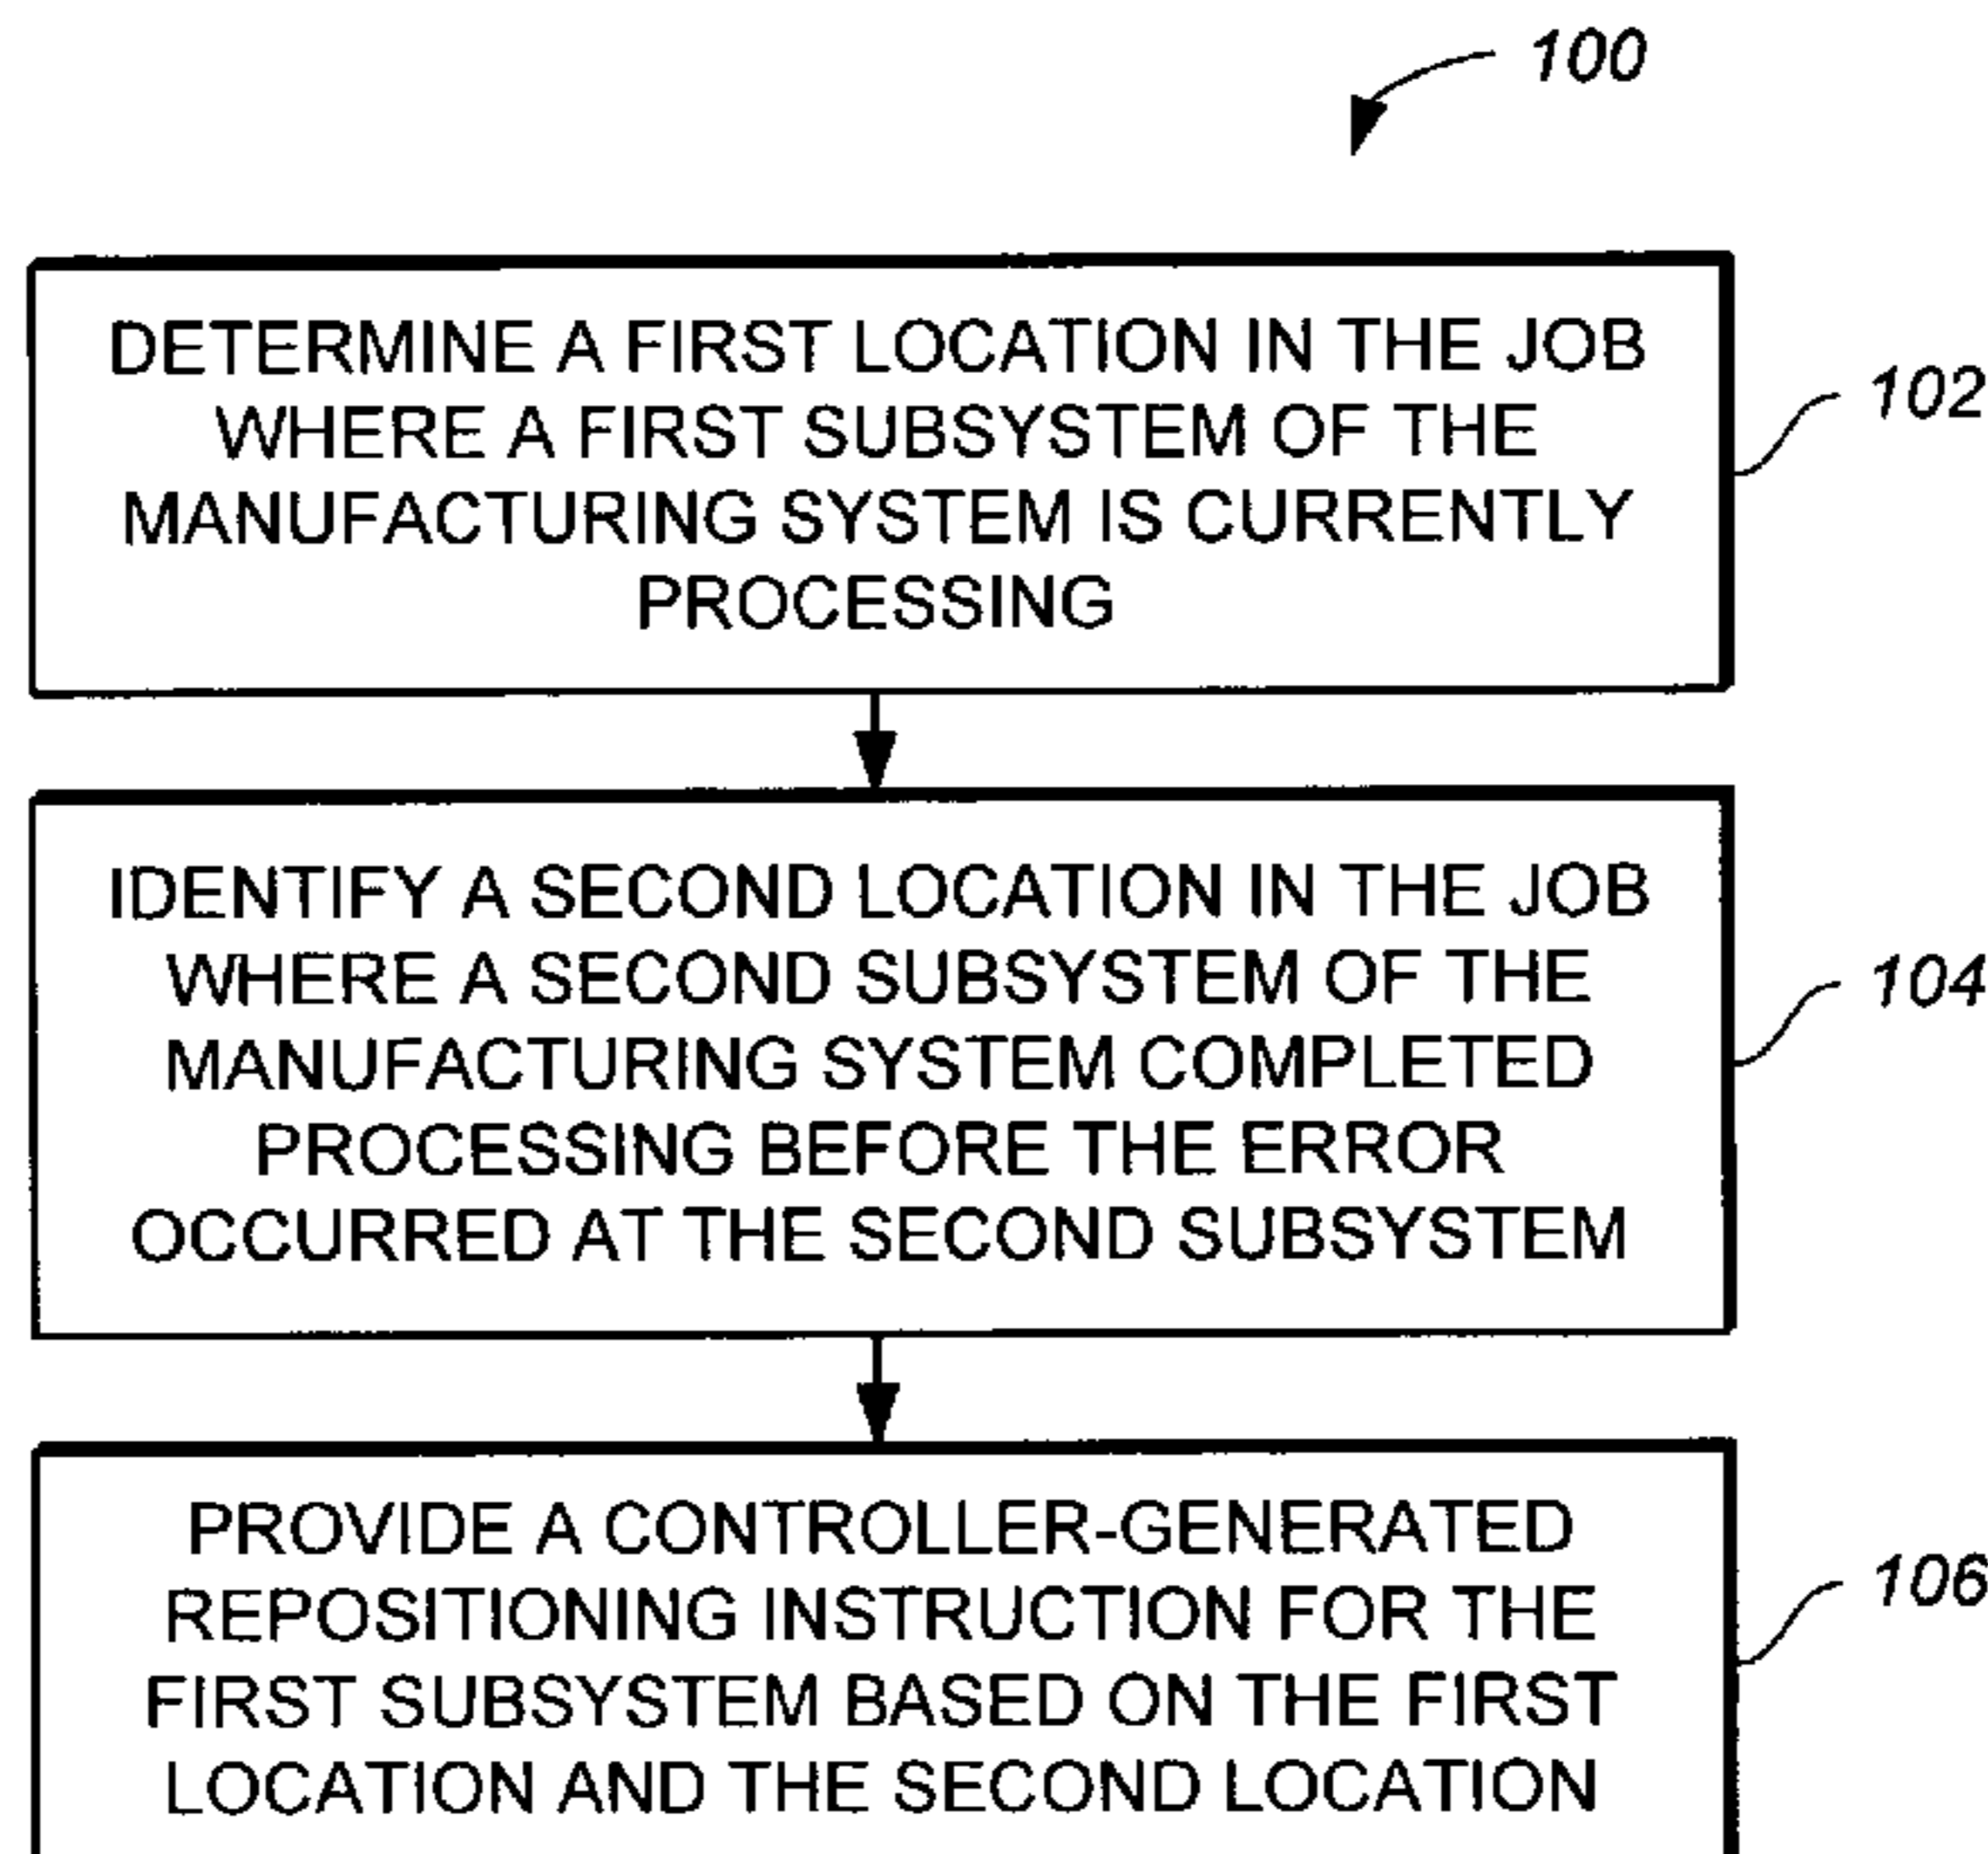 100
DETERMINE A FIRST LOCATION IN THE JOB
WHERE A FIRST SUBSYSTEM OF THE
MANUFACTURING SYSTEM IS CURRENTLY
PROCESSING
102
IDENTIFY A SECOND LOCATION IN THE JOB
WHERE A SECOND SUBSYSTEM OF THE
MANUFACTURING SYSTEM COMPLETED
PROCESSING BEFORE THE ERROR
OCCURRED AT THE SECOND SUBSYSTEM
104
PROVIDE A CONTROLLER-GENERATED
REPOSITIONING INSTRUCTION FOR THE
FIRST SUBSYSTEM BASED ON THE FIRST
LOCATION AND THE SECOND LOCATION
106